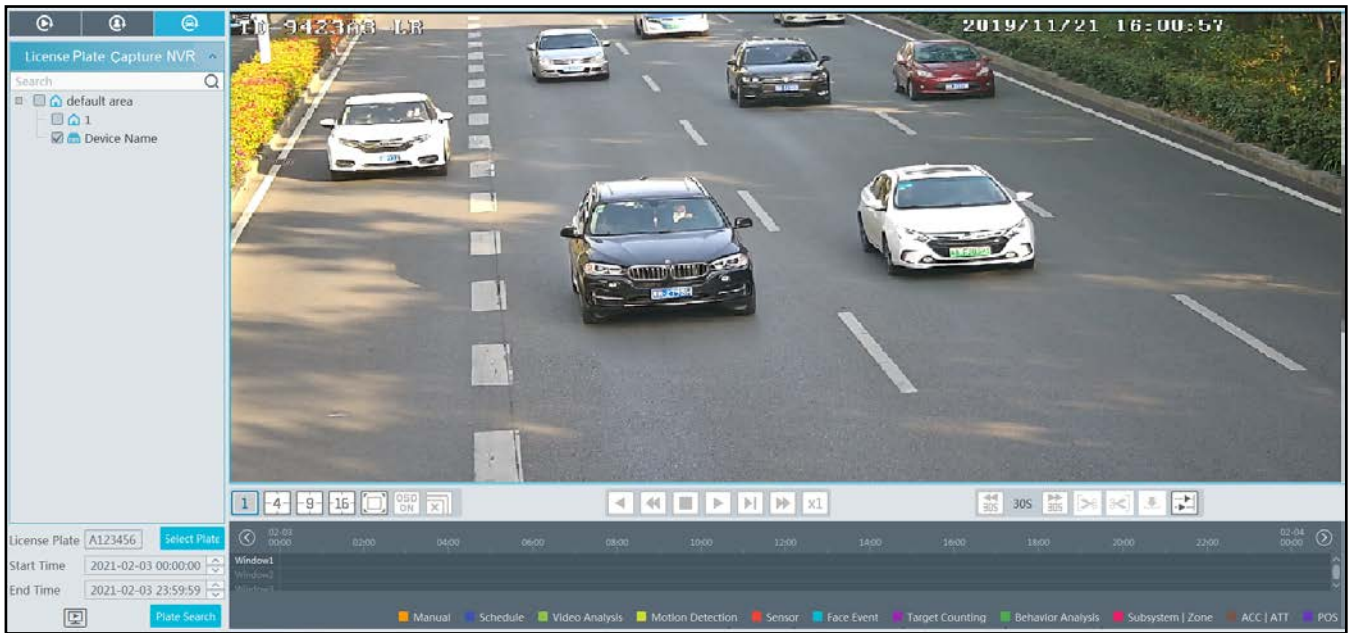 License Plate Capture NVR
Search
default area
1
Device Name
TD-9423A3-LR
2019/11/21 16:00:57
1 4 9 16 OSD ON
x1
30S 30S 30S
License Plate A123456 Select Plate
Start Time 2021-02-03 00:00:00
End Time 2021-02-03 23:59:59
Plate Search
02-03 00:00 02:00 04:00 06:00 08:00 10:00 12:00 14:00 16:00 18:00 20:00 22:00 02-04 00:00
Window1
Window2
Window3
Manual Schedule Video Analysis Motion Detection Sensor Face Event Target Counting Behavior Analysis Subsystem | Zone ACC | ATT POS